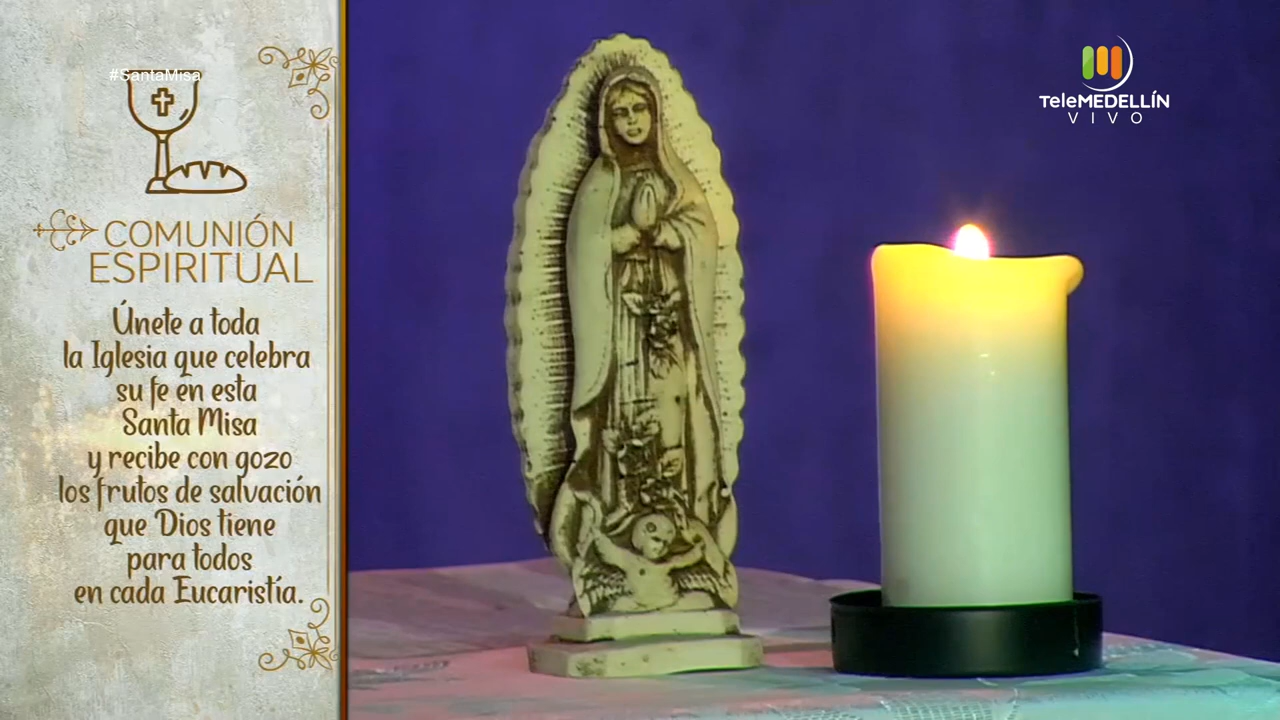 #SantaMisa
COMUNIÓN
ESPIRITUAL
Únete a toda
la Iglesia que celebra
su fe en esta
Santa Misa
y recibe con gozo
los frutos de salvación
que Dios tiene
para todos
en cada Eucaristía.
TeleMEDELLÍN
VIVO